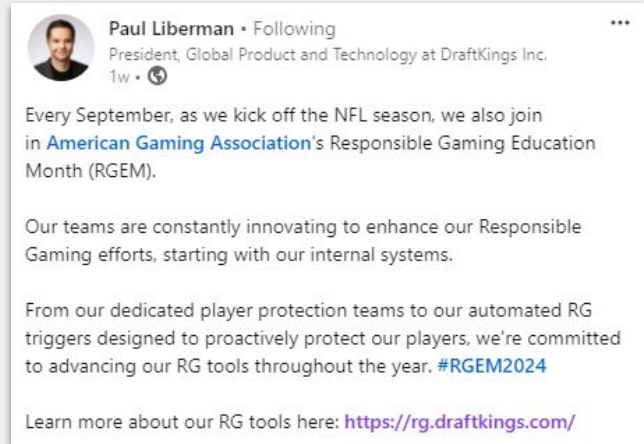 Paul Liberman • Following
President, Global Product and Technology at DraftKings Inc.
1w •
Every September, as we kick off the NFL season, we also join
in American Gaming Association's Responsible Gaming Education
Month (RGEM).
Our teams are constantly innovating to enhance our Responsible
Gaming efforts, starting with our internal systems.
From our dedicated player protection teams to our automated RG
triggers designed to proactively protect our players, we're committed
to advancing our RG tools throughout the year. #RGEM2024
Learn more about our RG tools here: https://rg.draftkings.com/